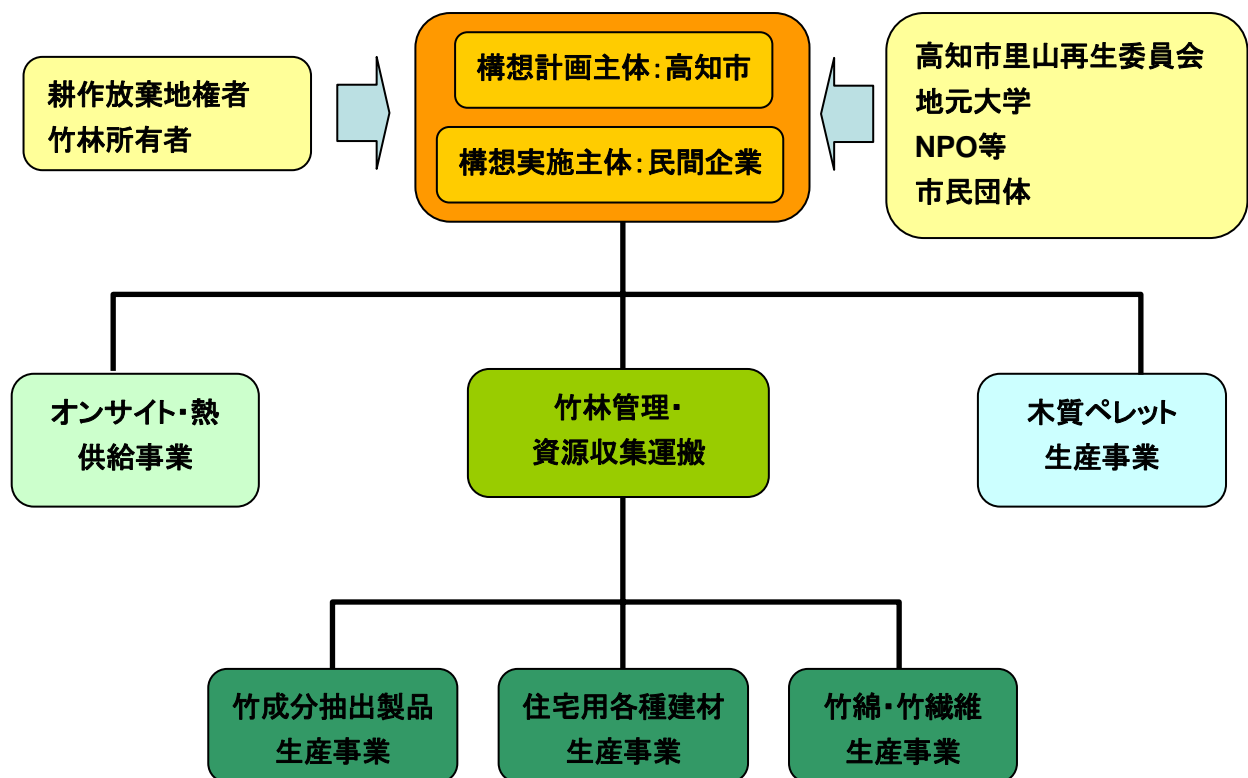 構想計画主体：高知市
構想実施主体：民間企業
耕作放棄地権者
竹林所有者
高知市里山再生委員会
地元大学
NPO等
市民団体
オンサイト・熱
供給事業
竹林管理・
資源収集運搬
木質ペレット
生産事業
竹成分抽出製品
生産事業
住宅用各種建材
生産事業
竹綿・竹繊維
生産事業